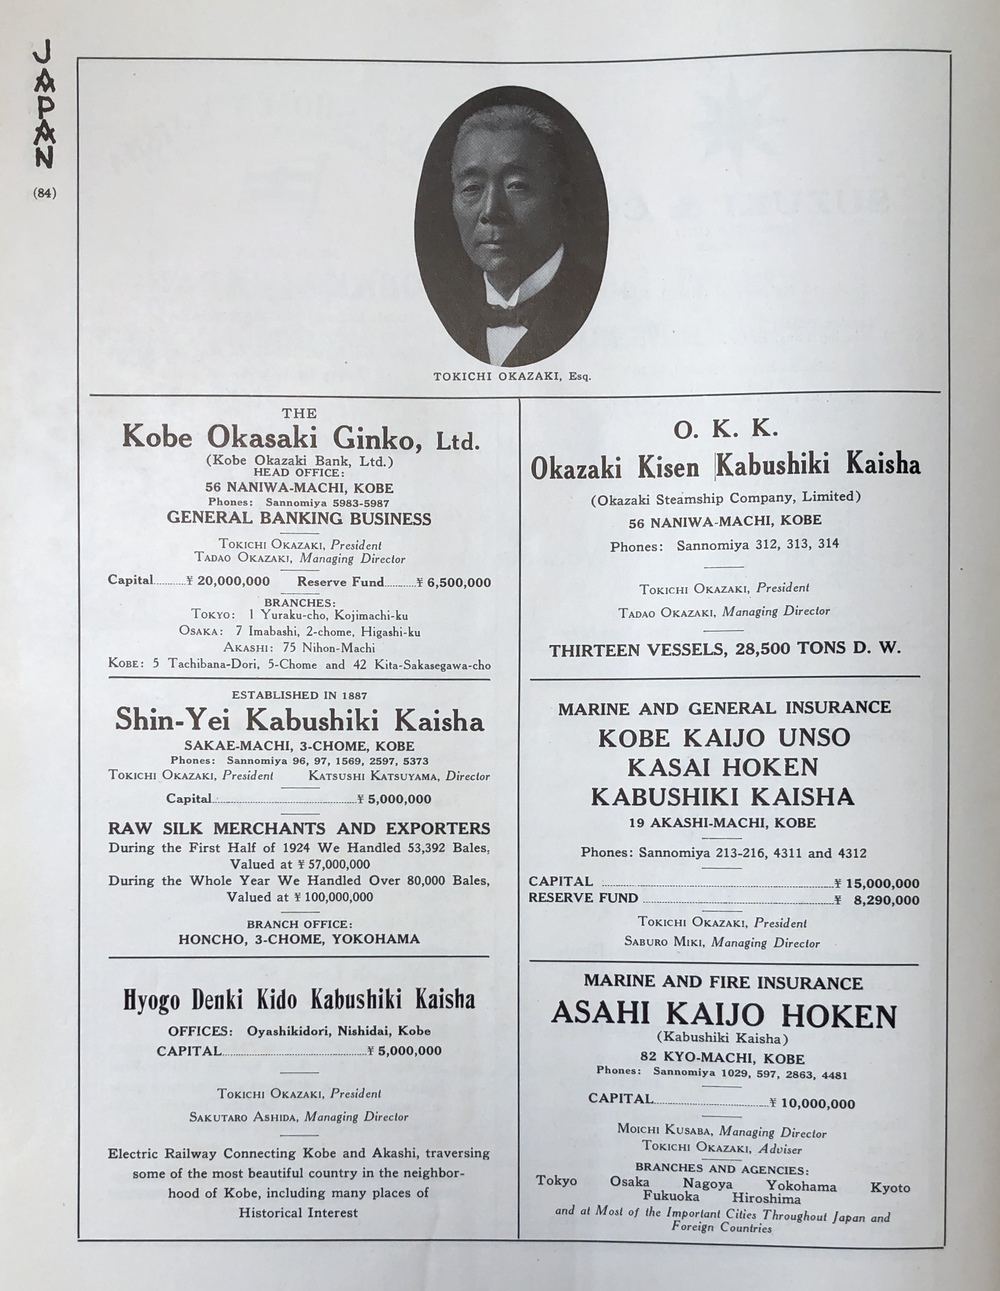 JAPAN
(84)
TOKICHI OKAZAKI, Esq.
THE
Kobe Okasaki Ginko, Ltd.
(Kobe Okazaki Bank, Ltd.)
HEAD OFFICE:
56 NANIWA-MACHI, KOBE
Phones: Sannomiya 5983-5987
GENERAL BANKING BUSINESS
TOKICHI OKAZAKI, President
TADAO OKAZAKI, Managing Director
Capital............¥ 20,000,000 Reserve Fund............¥ 6,500,000
BRANCHES:
TOKYO: 1 Yuraku-cho, Kojimachi-ku
OSAKA: 7 Imabashi, 2-chome, Higashi-ku
AKASHI: 75 Nihon-Machi
KOBE: 5 Tachibana-Dori, 5-Chome and 42 Kita-Sakasegawa-cho
ESTABLISHED IN 1887
Shin-Yei Kabushiki Kaisha
SAKAE-MACHI, 3-CHOME, KOBE
Phones: Sannomiya 96, 97, 1569, 2597, 5373
TOKICHI OKAZAKI, President KATSUSHI KATSUYAMA, Director
Capital............¥ 5,000,000
RAW SILK MERCHANTS AND EXPORTERS
During the First Half of 1924 We Handled 53,392 Bales,
Valued at ¥ 57,000,000
During the Whole Year We Handled Over 80,000 Bales,
Valued at ¥ 100,000,000
BRANCH OFFICE:
HONCHO, 3-CHOME, YOKOHAMA
Hyogo Denki Kido Kabushiki Kaisha
OFFICES: Oyashikidori, Nishidai, Kobe
CAPITAL............¥ 5,000,000
TOKICHI OKAZAKI, President
SAKUTARO ASHIDA, Managing Director
Electric Railway Connecting Kobe and Akashi, traversing
some of the most beautiful country in the neighbor-
hood of Kobe, including many places of
Historical Interest
O. K. K.
Okazaki Kisen Kabushiki Kaisha
(Okazaki Steamship Company, Limited)
56 NANIWA-MACHI, KOBE
Phones: Sannomiya 312, 313, 314
TOKICHI OKAZAKI, President
TADAO OKAZAKI, Managing Director
THIRTEEN VESSELS, 28,500 TONS D. W.
MARINE AND GENERAL INSURANCE
KOBE KAIJO UNSO
KASAI HOKEN
KABUSHIKI KAISHA
19 AKASHI-MACHI, KOBE
Phones: Sannomiya 213-216, 4311 and 4312
CAPITAL ............¥ 15,000,000
RESERVE FUND ............¥ 8,290,000
TOKICHI OKAZAKI, President
SABURO MIKI, Managing Director
MARINE AND FIRE INSURANCE
ASAHI KAIJO HOKEN
(Kabushiki Kaisha)
82 KYO-MACHI, KOBE
Phones: Sannomiya 1029, 597, 2863, 4481
CAPITAL............¥ 10,000,000
MOICHI KUSABA, Managing Director
TOKICHI OKAZAKI, Adviser
BRANCHES AND AGENCIES:
Tokyo Osaka Nagoya Yokohama Kyoto
Fukuoka Hiroshima
and at Most of the Important Cities Throughout Japan and
Foreign Countries